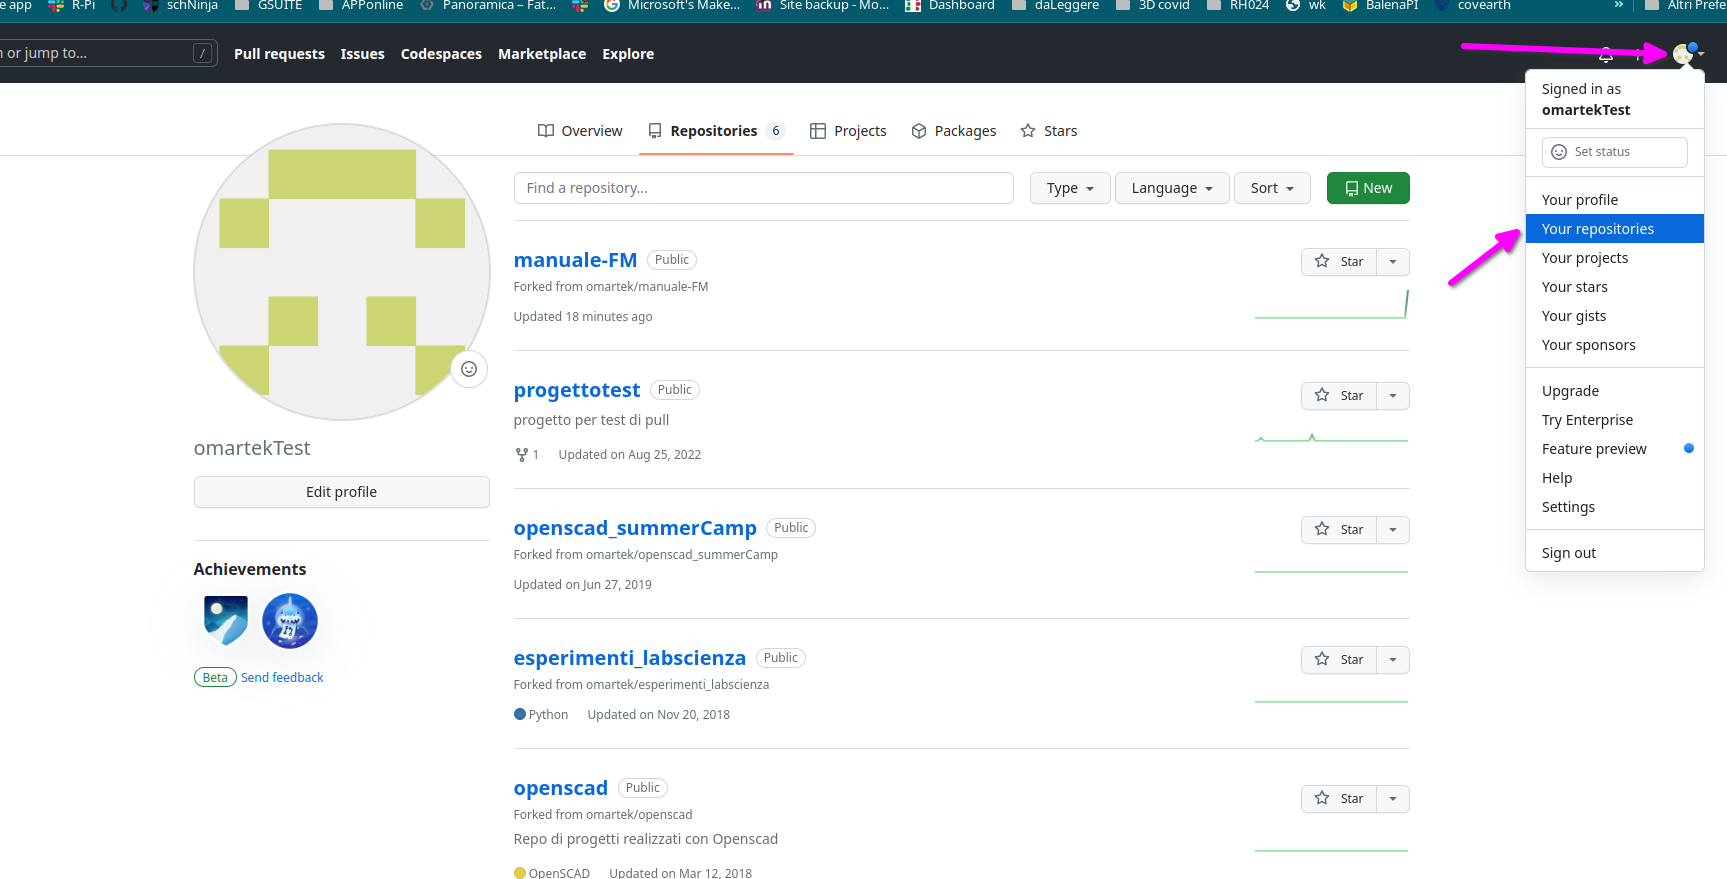 e app R-Pi schNinja GSUITE APPonline Panoramica – Fat... Microsoft's Make... Site backup - Mo... Dashboard daLeggere 3D covid RH024 wk BalenaPI covearth » Altri Prefe
n or jump to... / Pull requests Issues Codespaces Marketplace Explore
Signed in as
omartekTest
Set status
Your profile
Your repositories
Your projects
Your stars
Your gists
Your sponsors
Upgrade
Try Enterprise
Feature preview
Help
Settings
Sign out
Overview Repositories 6 Projects Packages Stars
Find a repository... Type Language Sort New
omartekTest
Edit profile
Achievements
Beta Send feedback
manuale-FM Public Star
Forked from omartek/manuale-FM
Updated 18 minutes ago
progettotest Public Star
progetto per test di pull
1 Updated on Aug 25, 2022
openscad_summerCamp Public Star
Forked from omartek/openscad_summerCamp
Updated on Jun 27, 2019
esperimenti_labscienza Public Star
Forked from omartek/esperimenti_labscienza
Python Updated on Nov 20, 2018
openscad Public Star
Forked from omartek/openscad
Repo di progetti realizzati con Openscad
OpenSCAD Updated on Mar 12, 2018